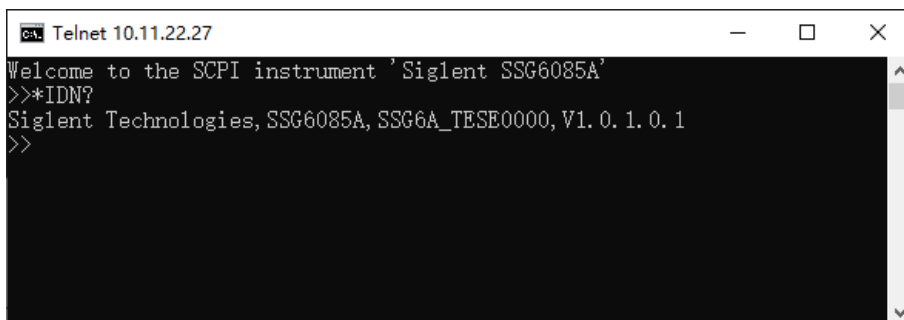 Telnet 10.11.22.27
Welcome to the SCPI instrument 'Siglent SSG6085A'
>>*IDN?
Siglent Technologies,SSG6085A,SSG6A_TESE0000,V1.0.1.0.1
>>